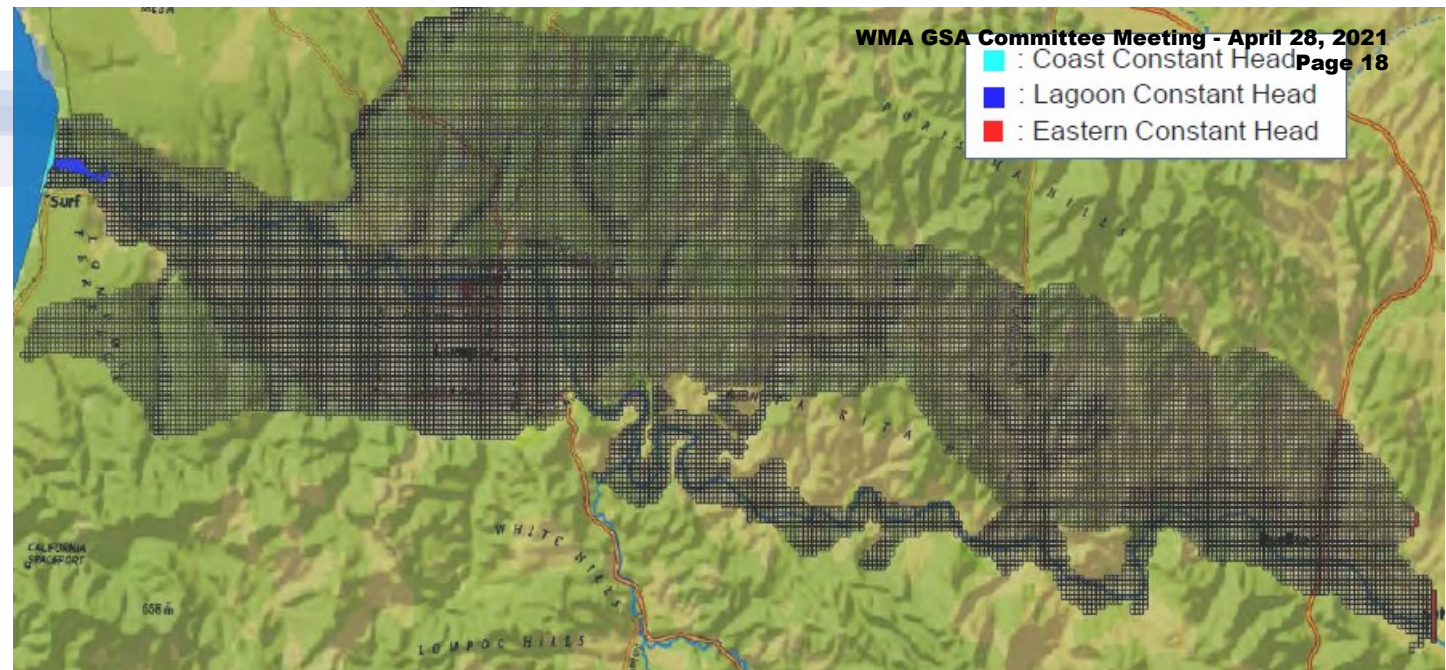 WMA GSA Committee Meeting - April 28, 2021
Page 18
: Coast Constant Head
: Lagoon Constant Head
: Eastern Constant Head
Surf
CALIFORNIA
SPACEPORT
658 m
WHITE HILLS
LOMPOC HILLS